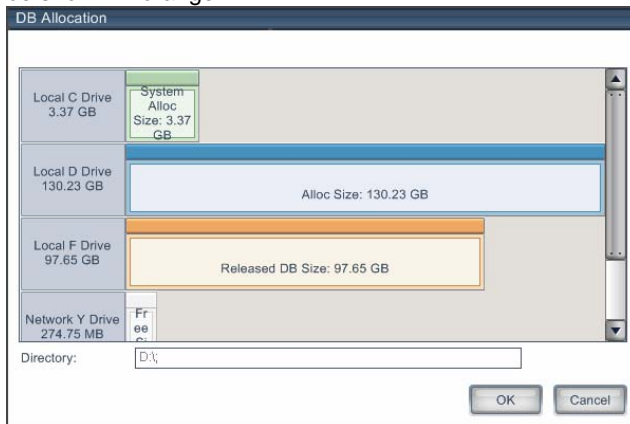 DB Allocation
Local C Drive
3.37 GB
System
Alloc
Size: 3.37
GB
Local D Drive
130.23 GB
Alloc Size: 130.23 GB
Local F Drive
97.65 GB
Released DB Size: 97.65 GB
Network Y Drive
274.75 MB
Fr
ee
Directory:
D:\;
OK
Cancel